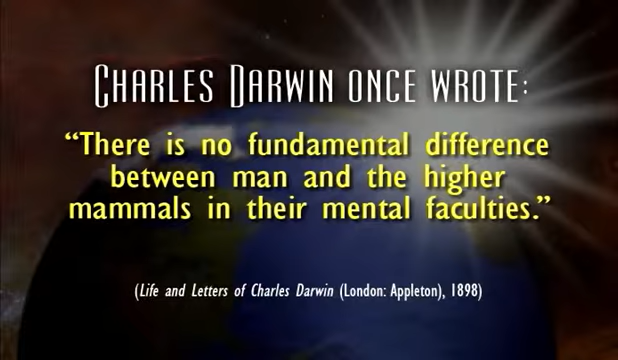 CHARLES DARWIN ONCE WROTE:
“There is no fundamental difference
between man and the higher
mammals in their mental faculties.”
(Life and Letters of Charles Darwin (London: Appleton), 1898)